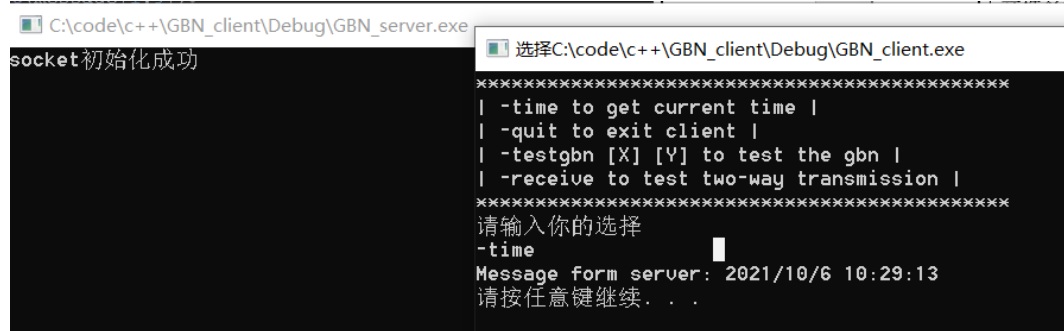 C:\code\c++\GBN_client\Debug\GBN_server.exe
socket初始化成功
选择C:\code\c++\GBN_client\Debug\GBN_client.exe
*********************************************
| -time to get current time |
| -quit to exit client |
| -testgbn [X] [Y] to test the gbn |
| -receive to test two-way transmission |
*********************************************
请输入你的选择
-time
Message form server: 2021/10/6 10:29:13
请按任意键继续. . .